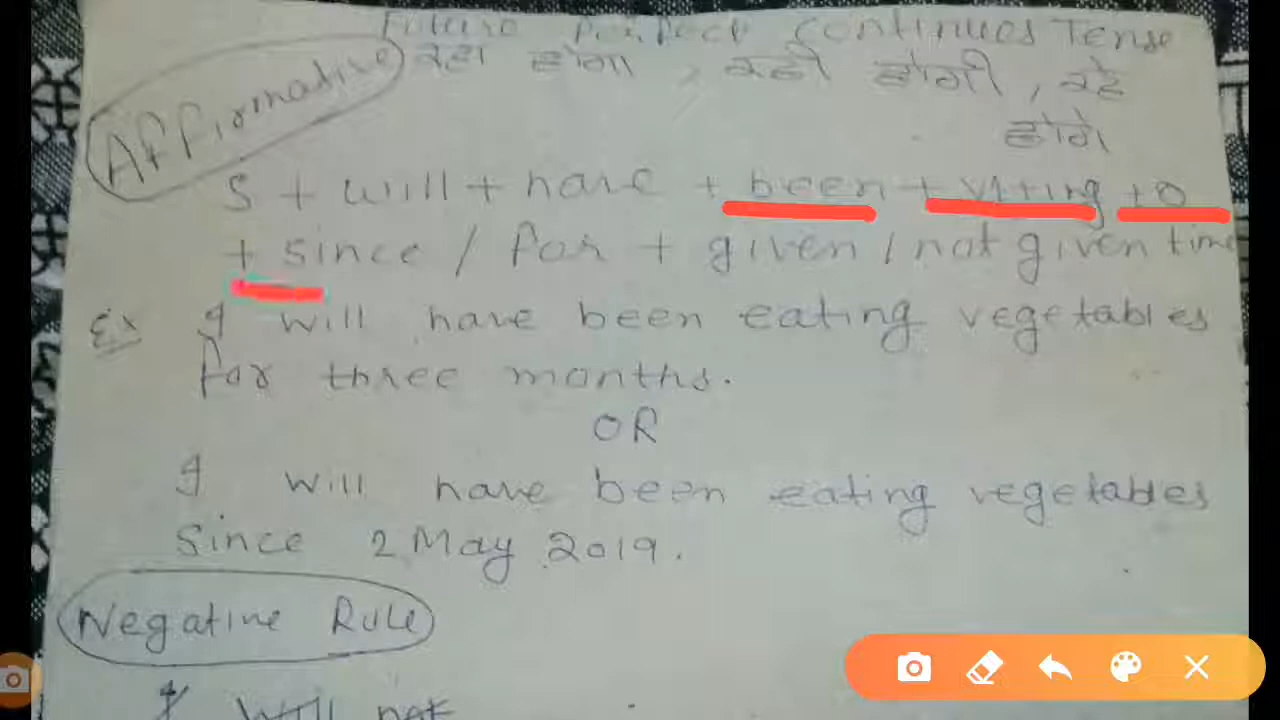 Future Perfect Continues Tense
Affirmative
रहा होगा, रही होगी, रहे
होगे
S + will + have + been + V1+ing + O
+ since / for + given / not given time
Ex I will have been eating vegetables
for three months.
OR
I will have been eating vegetables
Since 2 May 2019.
Negative Rule
I will not